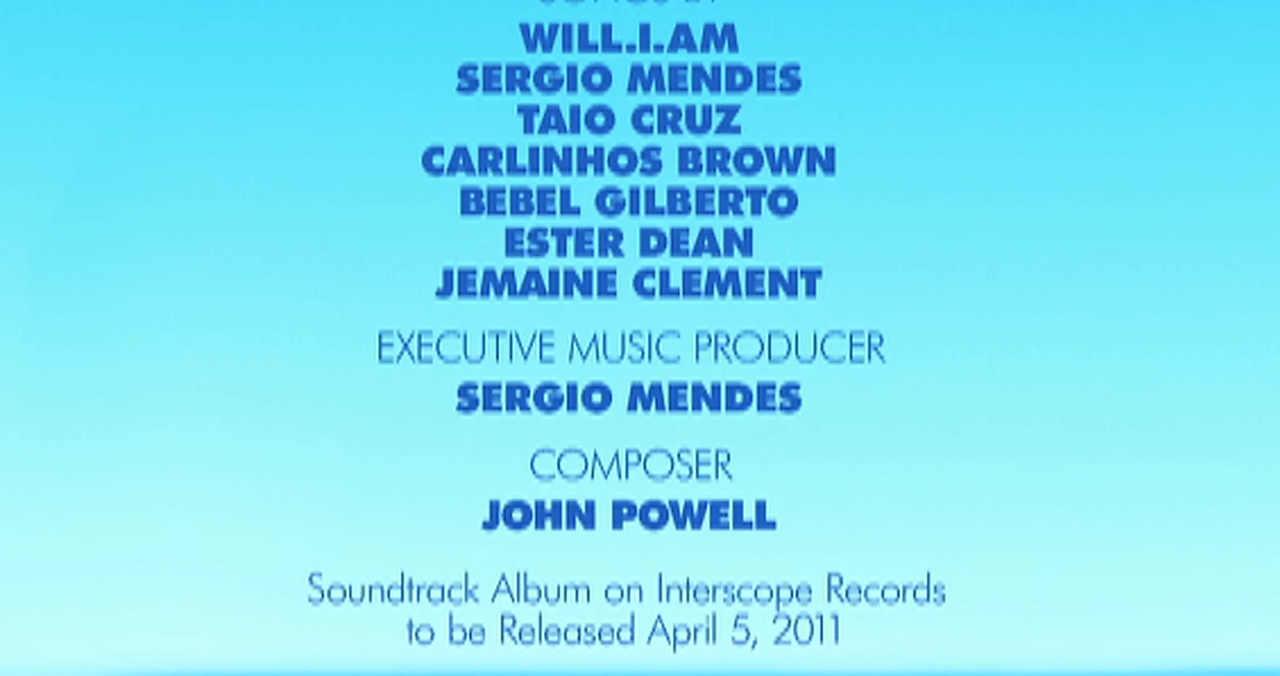 WILL.I.AM
SERGIO MENDES
TAIO CRUZ
CARLINHOS BROWN
BEBEL GILBERTO
ESTER DEAN
JEMAINE CLEMENT
EXECUTIVE MUSIC PRODUCER
SERGIO MENDES
COMPOSER
JOHN POWELL
Soundtrack Album on Interscope Records
to be Released April 5, 2011